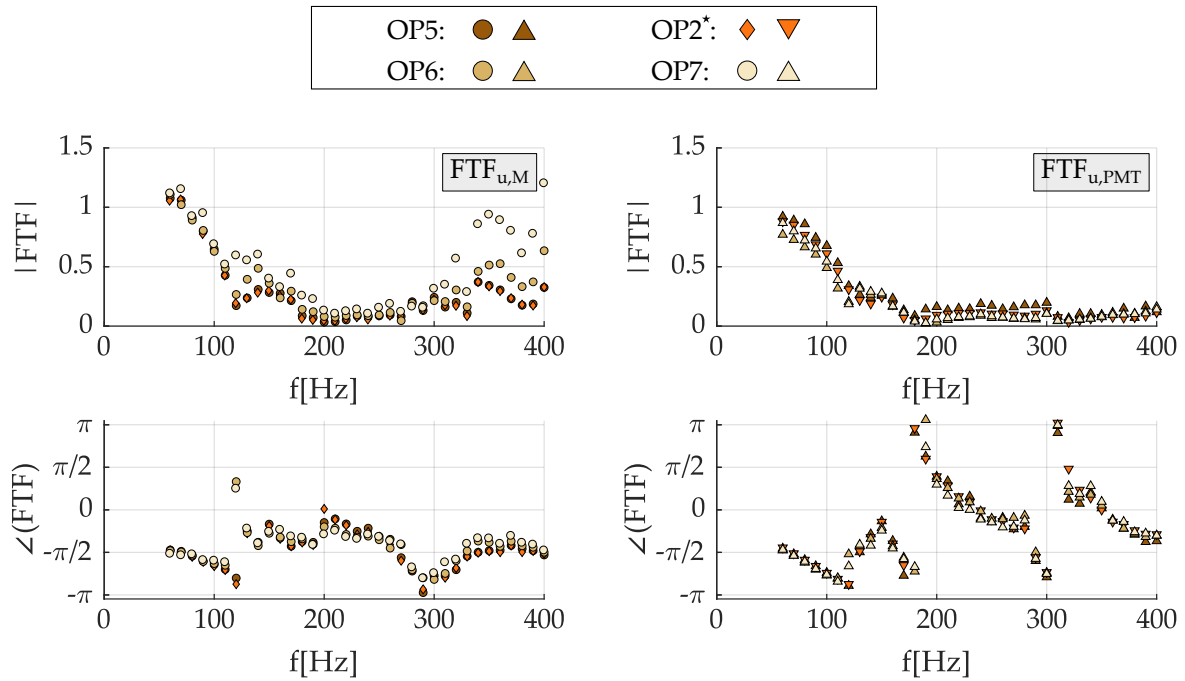 OP5: OP2★:
OP6: OP7:
1.5
1
0.5
0
|FTF|
FTFu,M
0 100 200 300 400
f[Hz]
1.5
1
0.5
0
|FTF|
FTFu,PMT
0 100 200 300 400
f[Hz]
π
π/2
0
-π/2
-π
∠(FTF)
0 100 200 300 400
f[Hz]
π
π/2
0
-π/2
-π
∠(FTF)
0 100 200 300 400
f[Hz]